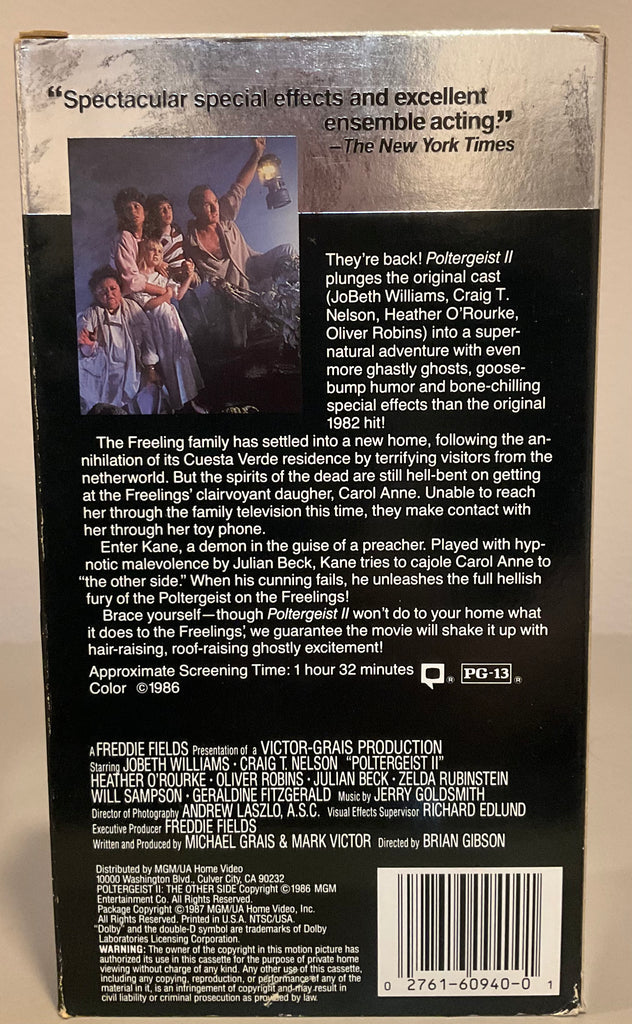 “Spectacular special effects and excellent
ensemble acting.”
—The New York Times
They're back! Poltergeist II
plunges the original cast
(JoBeth Williams, Craig T.
Nelson, Heather O'Rourke,
Oliver Robins) into a super-
natural adventure with even
more ghastly ghosts, goose-
bump humor and bone-chilling
special effects than the original
1982 hit!
The Freeling family has settled into a new home, following the an-
nihilation of its Cuesta Verde residence by terrifying visitors from the
netherworld. But the spirits of the dead are still hell-bent on getting
at the Freelings' clairvoyant daugher, Carol Anne. Unable to reach
her through the family television this time, they make contact with
her through her toy phone.
Enter Kane, a demon in the guise of a preacher. Played with hyp-
notic malevolence by Julian Beck, Kane tries to cajole Carol Anne to
“the other side.” When his cunning fails, he unleashes the full hellish
fury of the Poltergeist on the Freelings!
Brace yourself—though Poltergeist II won't do to your home what
it does to the Freelings', we guarantee the movie will shake it up with
hair-raising, roof-raising ghostly excitement!
Approximate Screening Time: 1 hour 32 minutes ® PG-13 ®
Color ©1986
A FREDDIE FIELDS Presentation of a VICTOR-GRAIS PRODUCTION
Starring JOBETH WILLIAMS · CRAIG T. NELSON “POLTERGEIST II”
HEATHER O'ROURKE · OLIVER ROBINS · JULIAN BECK · ZELDA RUBINSTEIN
WILL SAMPSON · GERALDINE FITZGERALD Music by JERRY GOLDSMITH
Director of Photography ANDREW LASZLO, A.S.C. Visual Effects Supervisor RICHARD EDLUND
Executive Producer FREDDIE FIELDS
Written and Produced by MICHAEL GRAIS & MARK VICTOR Directed by BRIAN GIBSON
Distributed by MGM/UA Home Video
10000 Washington Blvd., Culver City, CA 90232
POLTERGEIST II: THE OTHER SIDE Copyright ©1986 MGM
Entertainment Co. All Rights Reserved.
Package Copyright ©1987 MGM/UA Home Video, Inc.
All Rights Reserved. Printed in U.S.A. NTSC/USA.
“Dolby” and the double-D symbol are trademarks of Dolby
Laboratories Licensing Corporation.
WARNING: The owner of the copyright in this motion picture has
authorized its use in this cassette for the purpose of private home
viewing without charge of any kind. Any other use of this cassette,
including any copying, reproduction, or performance of any of the
material in it, is an infringement of copyright and may result in
civil liability or criminal prosecution as provided by law.
0 2761-60940-0 1